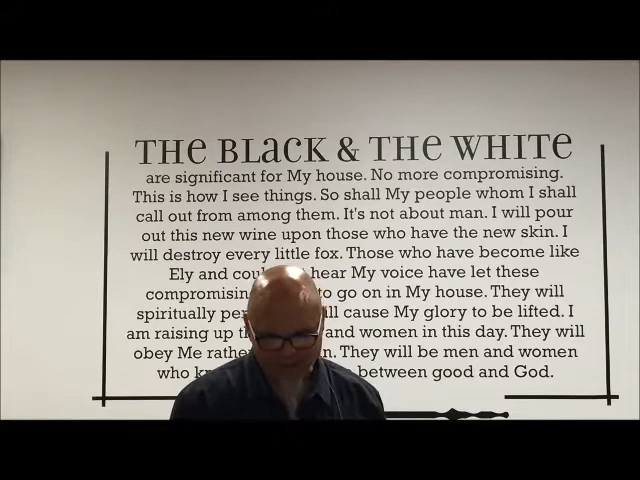 THE BLACK & THE WHITE
are significant for My house. No more compromising.
This is how I see things. So shall My people whom I shall
call out from among them. It's not about man. I will pour
out this new wine upon those who have the new skin. I
will destroy every little fox. Those who have become like
Ely and hear My voice have let these
compromising to go on in My house. They will
spiritually cause My glory to be lifted. I
am raising up and women in this day. They will
obey Me They will be men and women
who between good and God.